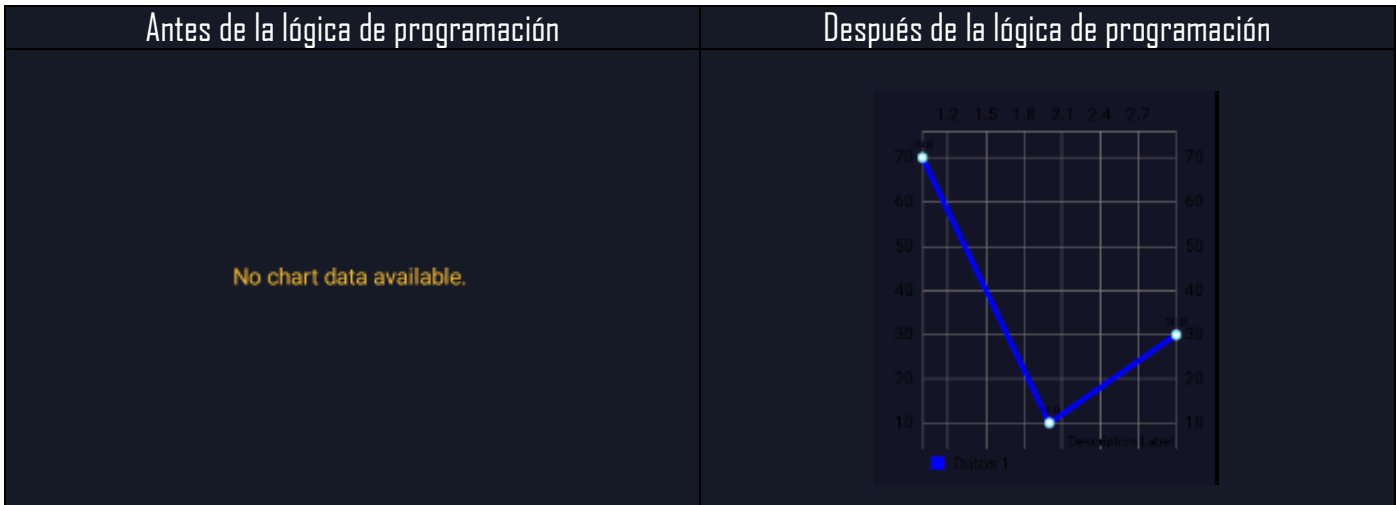 Antes de la lógica de programación
Después de la lógica de programación
No chart data available.
1.2 1.5 1.8 2.1 2.4 2.7
70 70
60 60
50 50
40 40
30 30
20 20
10 10
Description Label
Datos 1